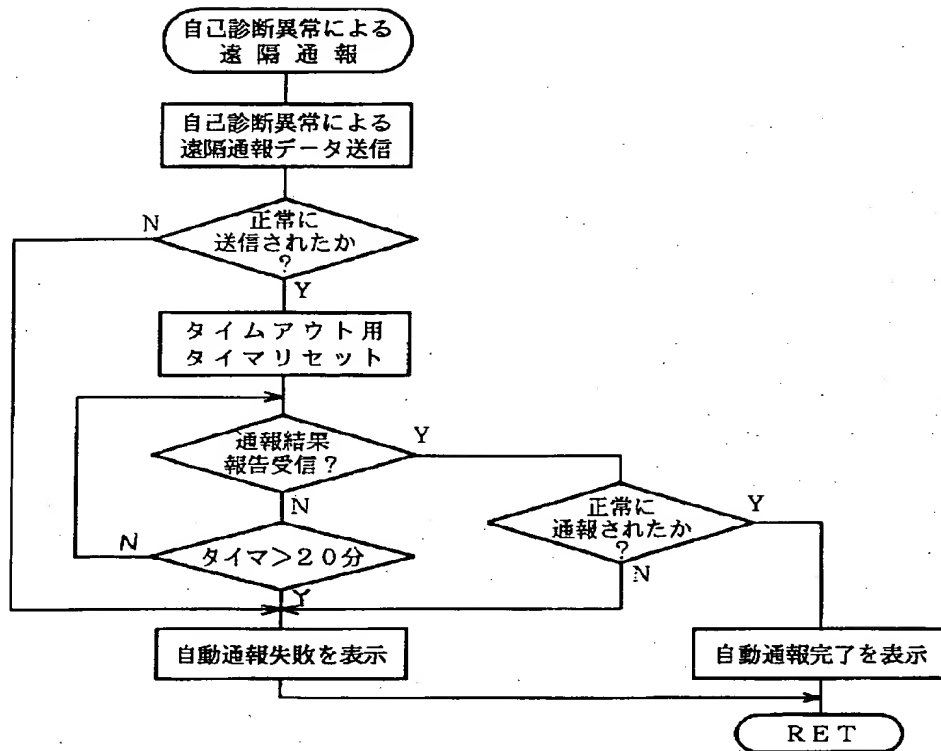 自己診断異常による
遠隔通報
自己診断異常による
遠隔通報データ送信
N
正常に
送信されたか
?
Y
タイムアウト用
タイマリセット
通報結果
報告受信?
Y
N
正常に
通報されたか
?
Y
N
N
タイマ>20分
Y
自動通報失敗を表示
自動通報完了を表示
RET